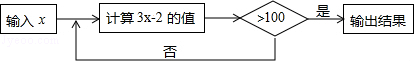 输入 x
计算 3x-2 的值
>100
是
输出结果
否